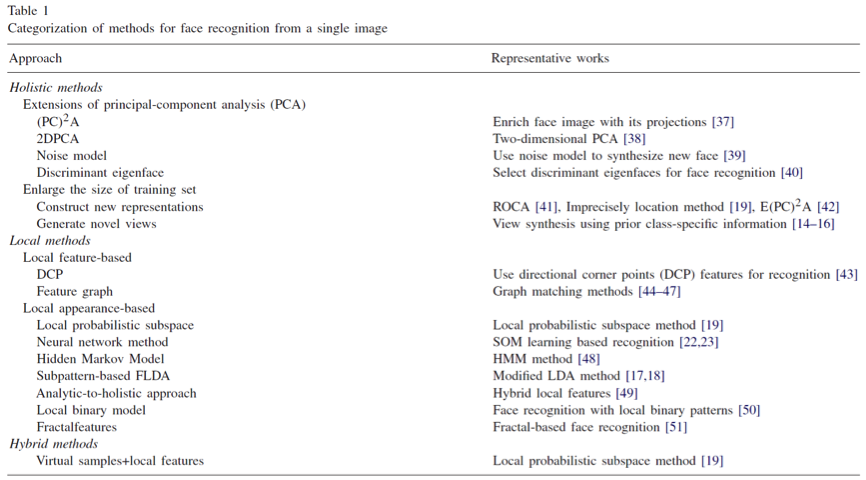 Table 1
Categorization of methods for face recognition from a single image
Approach Representative works
Holistic methods
Extensions of principal-component analysis (PCA)
(PC)²A Enrich face image with its projections [37]
2DPCA Two-dimensional PCA [38]
Noise model Use noise model to synthesize new face [39]
Discriminant eigenface Select discriminant eigenfaces for face recognition [40]
Enlarge the size of training set
Construct new representations ROCA [41], Imprecisely location method [19], E(PC)²A [42]
Generate novel views View synthesis using prior class-specific information [14–16]
Local methods
Local feature-based
DCP Use directional corner points (DCP) features for recognition [43]
Feature graph Graph matching methods [44–47]
Local appearance-based
Local probabilistic subspace Local probabilistic subspace method [19]
Neural network method SOM learning based recognition [22,23]
Hidden Markov Model HMM method [48]
Subpattern-based FLDA Modified LDA method [17,18]
Analytic-to-holistic approach Hybrid local features [49]
Local binary model Face recognition with local binary patterns [50]
Fractalfeatures Fractal-based face recognition [51]
Hybrid methods
Virtual samples+local features Local probabilistic subspace method [19]